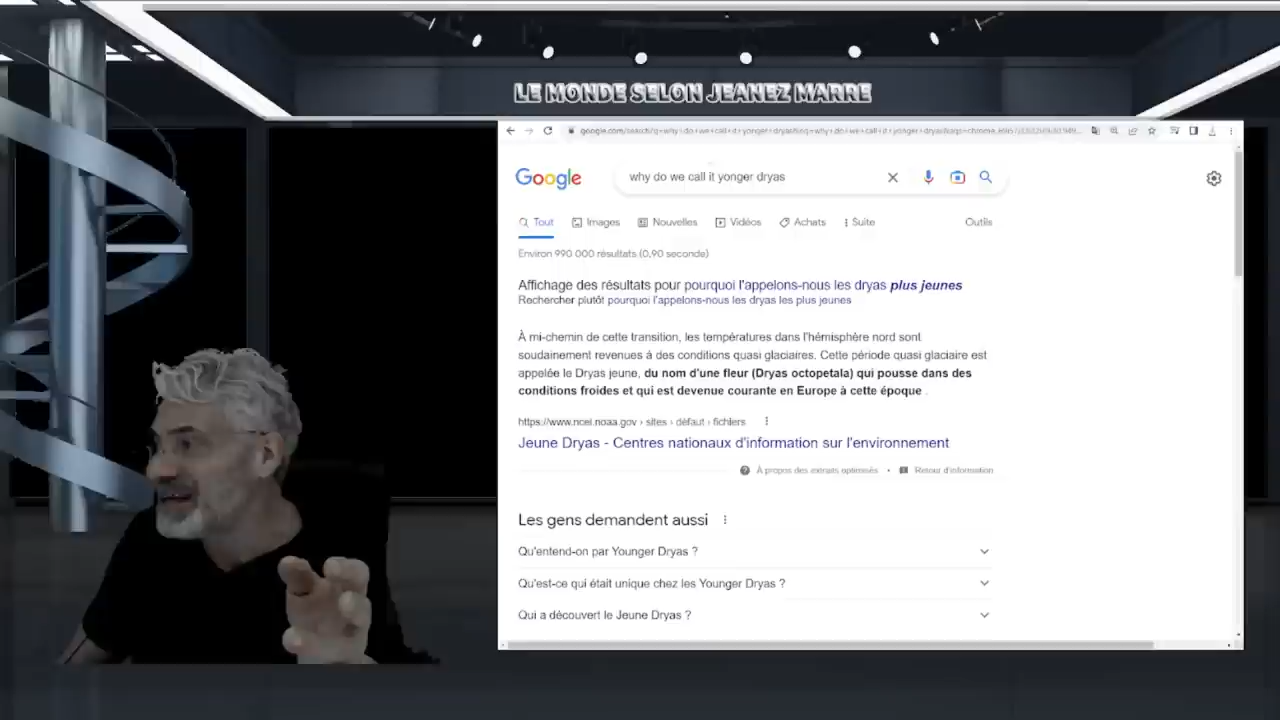 LE MONDE SELON JEANEZ MARRE
Google
why do we call it yonger dryas
Tout Images Nouvelles Vidéos Achats Suite Outils
Environ 990 000 résultats (0,90 seconde)
Affichage des résultats pour pourquoi l'appelons-nous les dryas plus jeunes
Rechercher plutôt pourquoi l'appelons-nous les dryas les plus jeunes
À mi-chemin de cette transition, les températures dans l'hémisphère nord sont
soudainement revenues à des conditions quasi glaciaires. Cette période quasi glaciaire est
appelée le Dryas jeune, du nom d'une fleur (Dryas octopetala) qui pousse dans des
conditions froides et qui est devenue courante en Europe à cette époque .
https://www.ncei.noaa.gov › sites › défaut › fichiers
Jeune Dryas - Centres nationaux d'information sur l'environnement
À propos des extraits optimisés • Retour d'information
Les gens demandent aussi
Qu'entend-on par Younger Dryas ?
Qu'est-ce qui était unique chez les Younger Dryas ?
Qui a découvert le Jeune Dryas ?